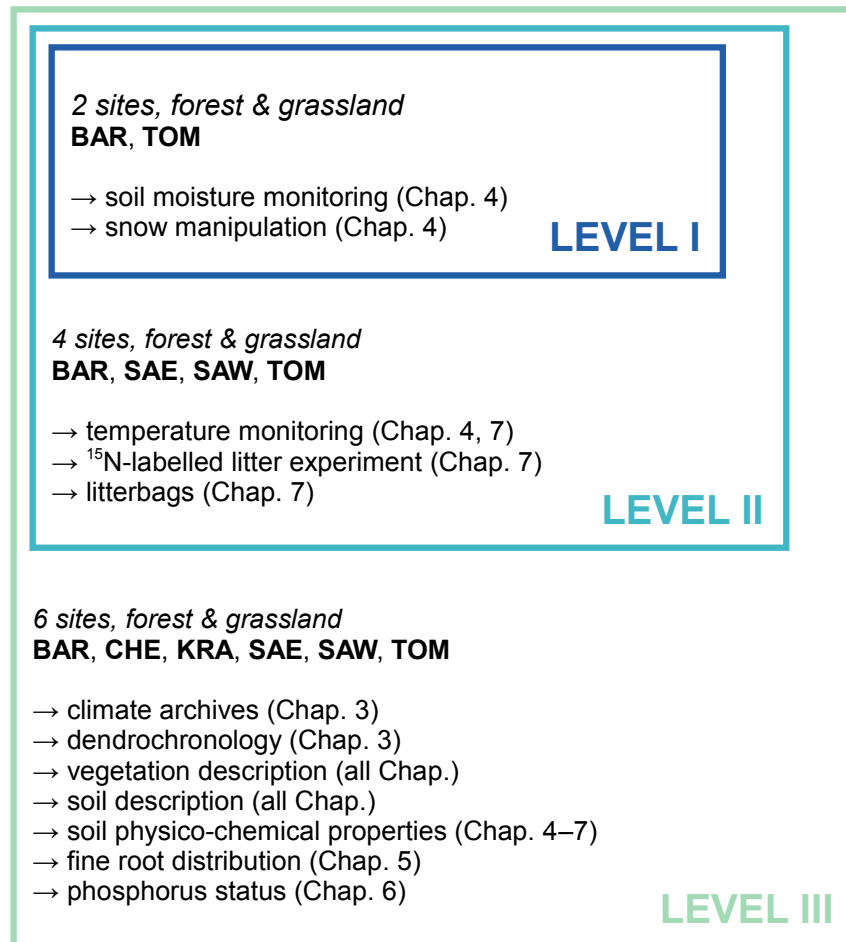 2 sites, forest & grassland
BAR, TOM
→ soil moisture monitoring (Chap. 4)
→ snow manipulation (Chap. 4)
LEVEL I
4 sites, forest & grassland
BAR, SAE, SAW, TOM
→ temperature monitoring (Chap. 4, 7)
→ ¹⁵N-labelled litter experiment (Chap. 7)
→ litterbags (Chap. 7)
LEVEL II
6 sites, forest & grassland
BAR, CHE, KRA, SAE, SAW, TOM
→ climate archives (Chap. 3)
→ dendrochronology (Chap. 3)
→ vegetation description (all Chap.)
→ soil description (all Chap.)
→ soil physico-chemical properties (Chap. 4–7)
→ fine root distribution (Chap. 5)
→ phosphorus status (Chap. 6)
LEVEL III